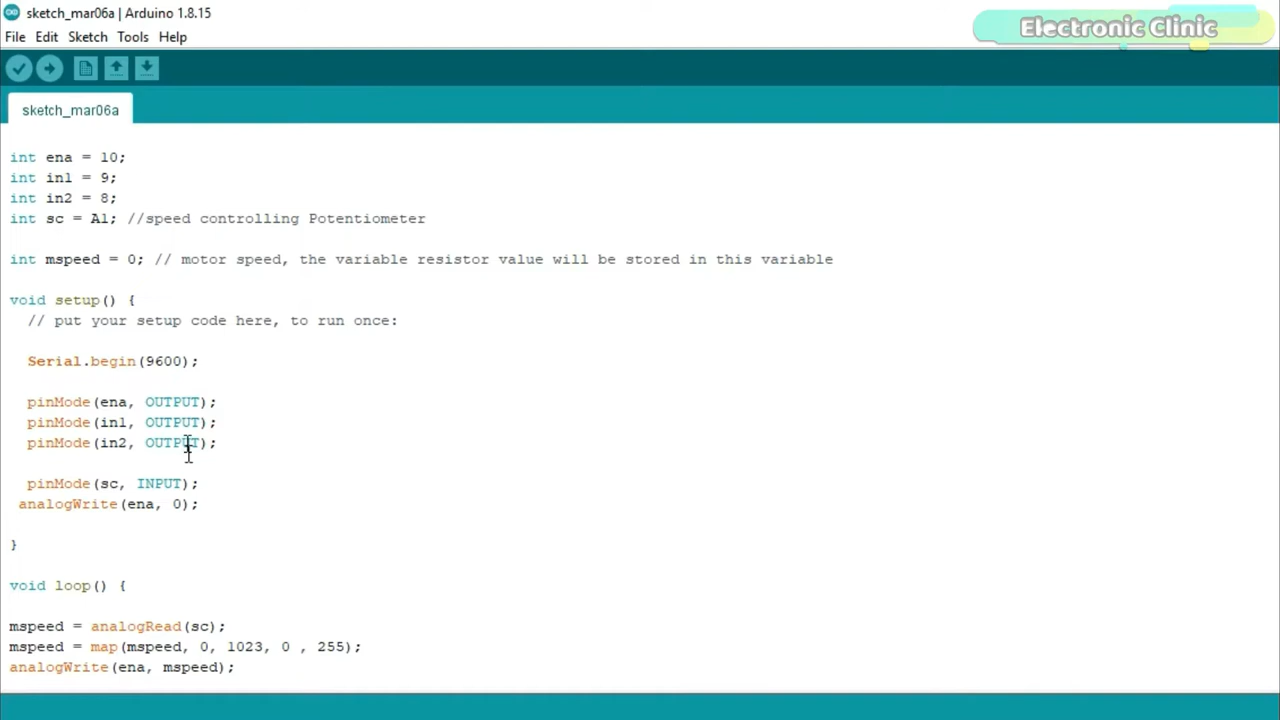 sketch_mar06a | Arduino 1.8.15
Electronic Clinic
File Edit Sketch Tools Help
sketch_mar06a
int ena = 10;
int in1 = 9;
int in2 = 8;
int sc = A1; //speed controlling Potentiometer
int mspeed = 0; // motor speed, the variable resistor value will be stored in this variable
void setup() {
// put your setup code here, to run once:
Serial.begin(9600);
pinMode(ena, OUTPUT);
pinMode(in1, OUTPUT);
pinMode(in2, OUTPUT);
pinMode(sc, INPUT);
analogWrite(ena, 0);
}
void loop() {
mspeed = analogRead(sc);
mspeed = map(mspeed, 0, 1023, 0 , 255);
analogWrite(ena, mspeed);